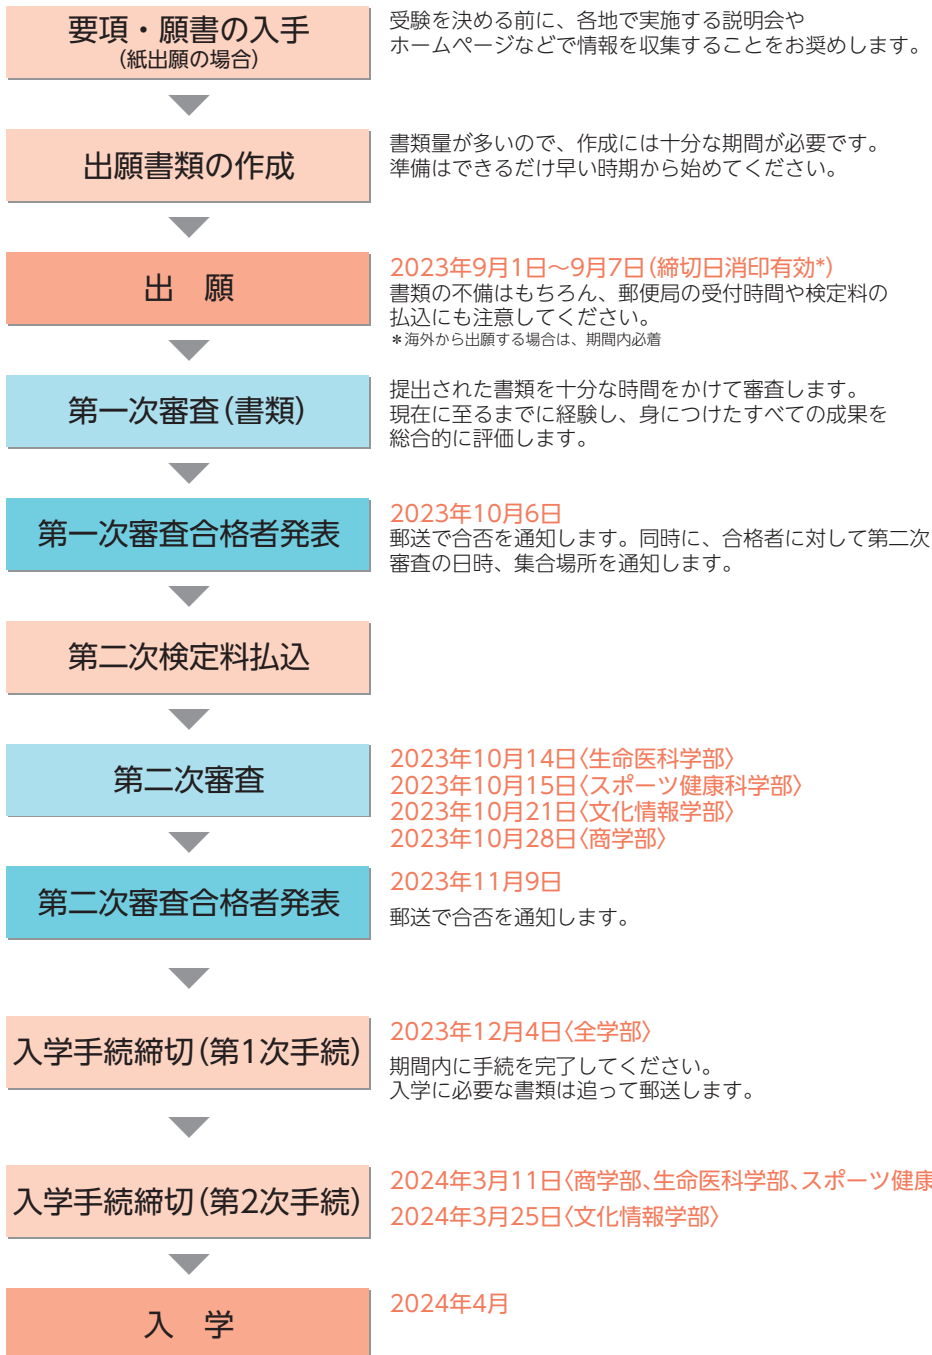 要項・願書の入手
(紙出願の場合)
受験を決める前に、各地で実施する説明会や
ホームページなどで情報を収集することをお奨めします。
出願書類の作成
書類量が多いので、作成には十分な期間が必要です。
準備はできるだけ早い時期から始めてください。
出　願
2023年9月1日〜9月7日(締切日消印有効*)
書類の不備はもちろん、郵便局の受付時間や検定料の
払込にも注意してください。
*海外から出願する場合は、期間内必着
第一次審査(書類)
提出された書類を十分な時間をかけて審査します。
現在に至るまでに経験し、身につけたすべての成果を
総合的に評価します。
第一次審査合格者発表
2023年10月6日
郵送で合否を通知します。同時に、合格者に対して第二次
審査の日時、集合場所を通知します。
第二次検定料払込
第二次審査
2023年10月14日〈生命医科学部〉
2023年10月15日〈スポーツ健康科学部〉
2023年10月21日〈文化情報学部〉
2023年10月28日〈商学部〉
第二次審査合格者発表
2023年11月9日
郵送で合否を通知します。
入学手続締切(第1次手続)
2023年12月4日〈全学部〉
期間内に手続を完了してください。
入学に必要な書類は追って郵送します。
入学手続締切(第2次手続)
2024年3月11日〈商学部、生命医科学部、スポーツ健康
2024年3月25日〈文化情報学部〉
入　学
2024年4月